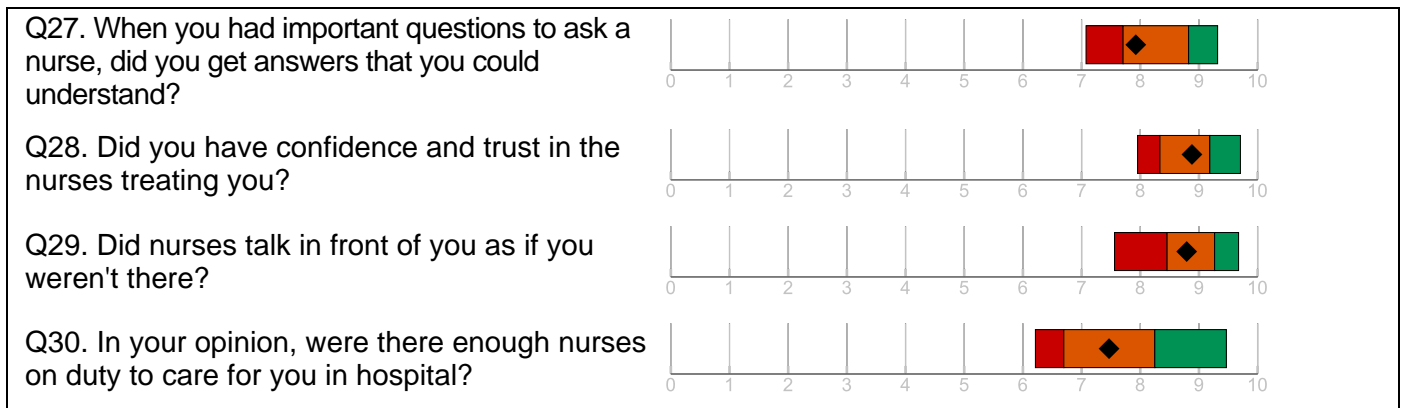 Q27. When you had important questions to ask a
nurse, did you get answers that you could
understand?
0 1 2 3 4 5 6 7 8 9 10
Q28. Did you have confidence and trust in the
nurses treating you?
0 1 2 3 4 5 6 7 8 9 10
Q29. Did nurses talk in front of you as if you
weren't there?
0 1 2 3 4 5 6 7 8 9 10
Q30. In your opinion, were there enough nurses
on duty to care for you in hospital?
0 1 2 3 4 5 6 7 8 9 10